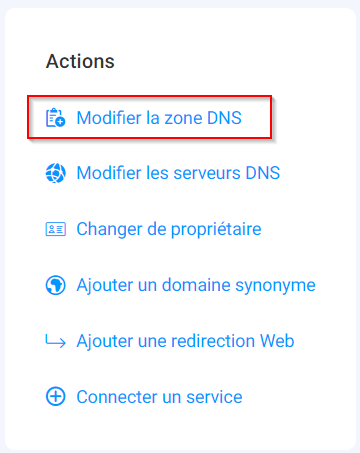 Actions
Modifier la zone DNS
Modifier les serveurs DNS
Changer de propriétaire
Ajouter un domaine synonyme
Ajouter une redirection Web
Connecter un service